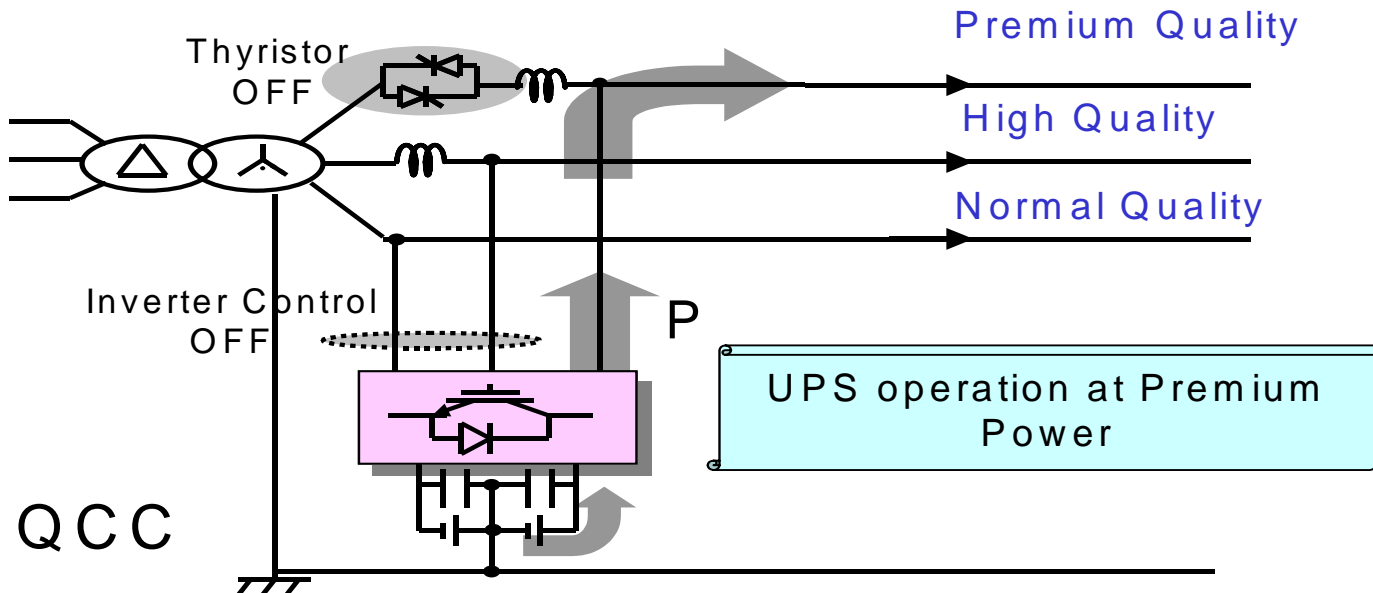 Premium Quality
Thyristor
OFF
High Quality
Normal Quality
Inverter Control
OFF
P
UPS operation at Premium
Power
QCC